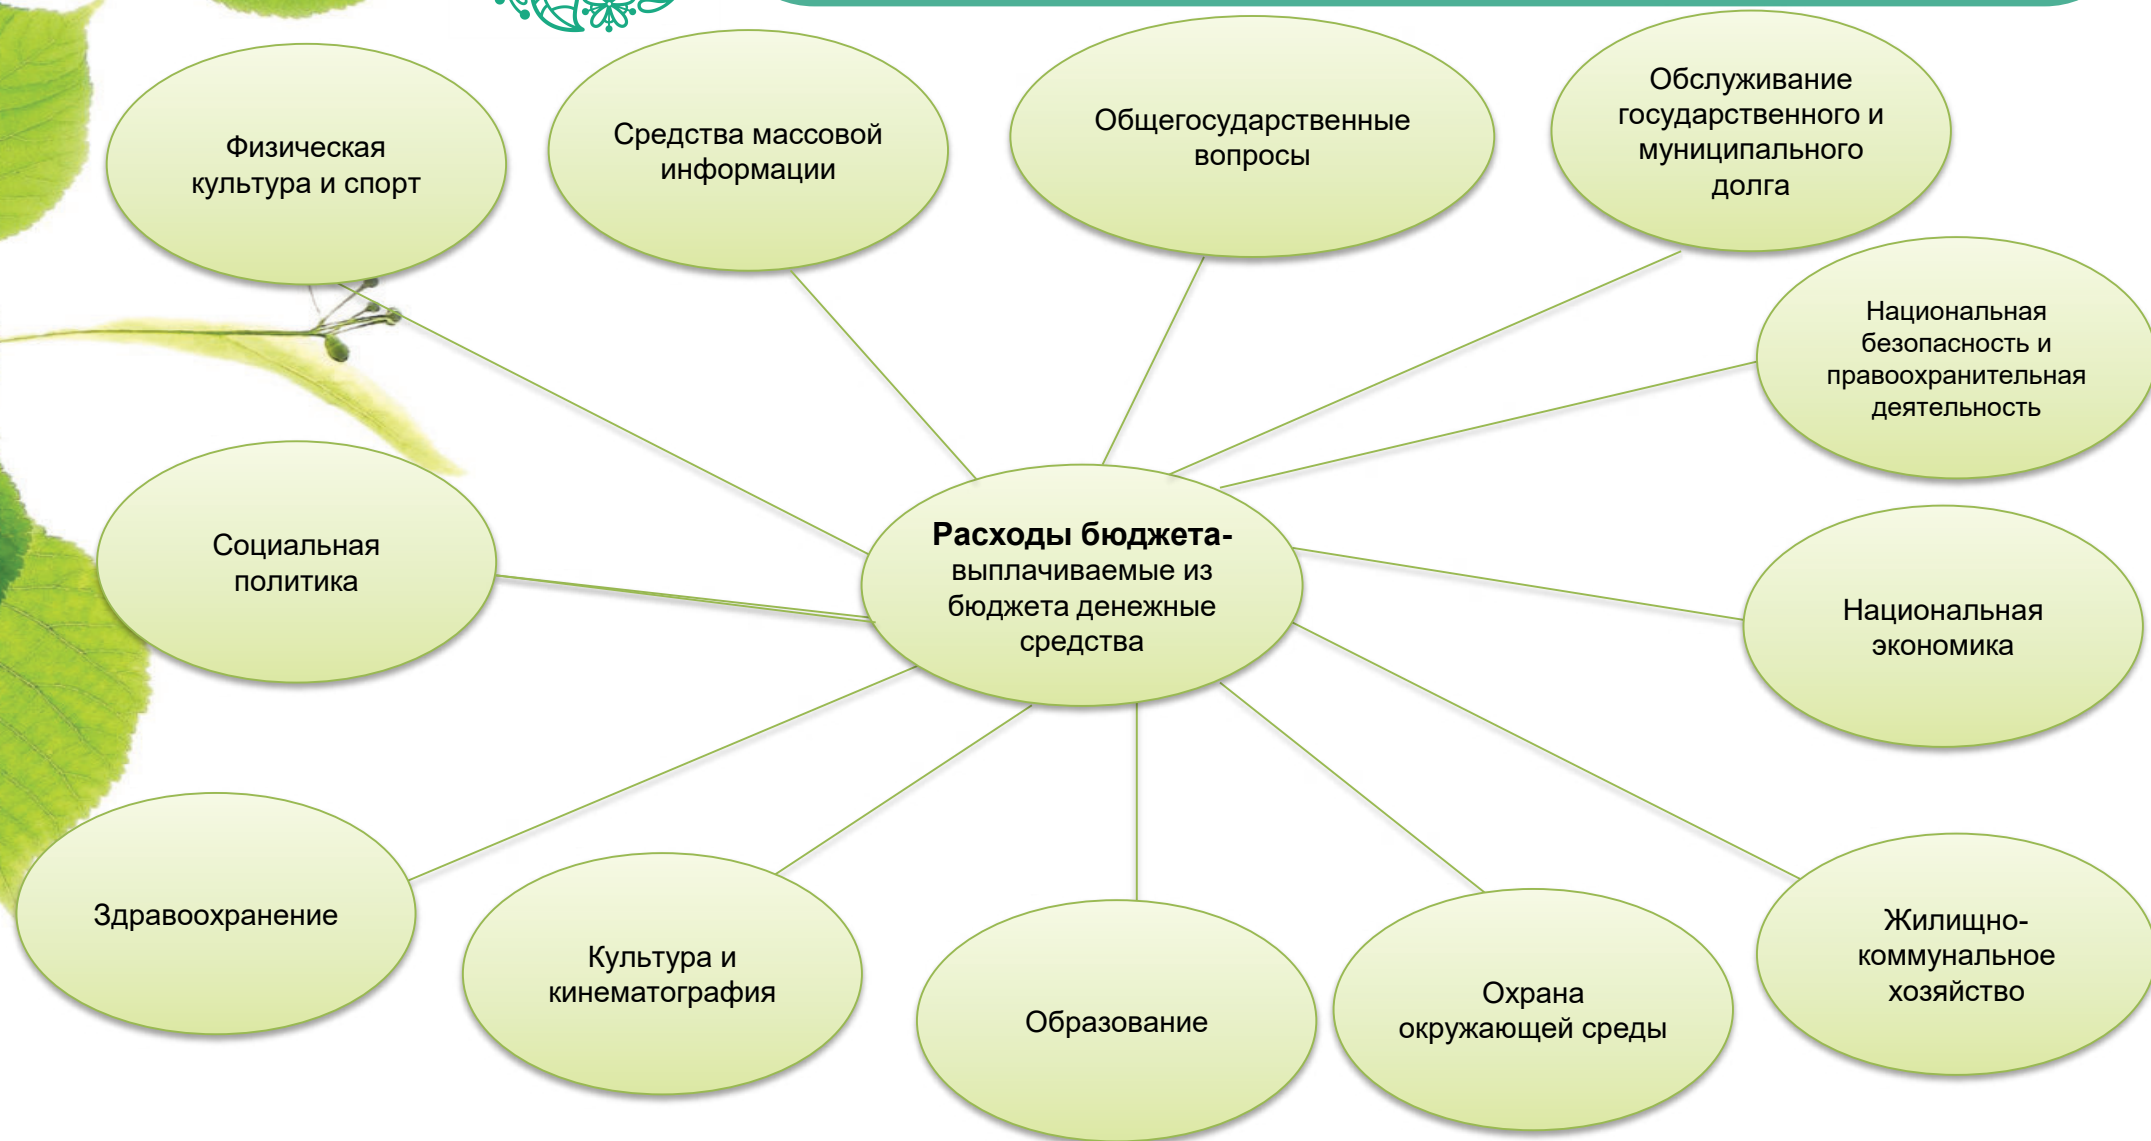 Физическая
культура и спорт
Средства массовой
информации
Общегосударственные
вопросы
Обслуживание
государственного и
муниципального
долга
Национальная
безопасность и
правоохранительная
деятельность
Расходы бюджета-
выплачиваемые из
бюджета денежные
средства
Социальная
политика
Национальная
экономика
Здравоохранение
Культура и
кинематография
Образование
Охрана
окружающей среды
Жилищно-
коммунальное
хозяйство